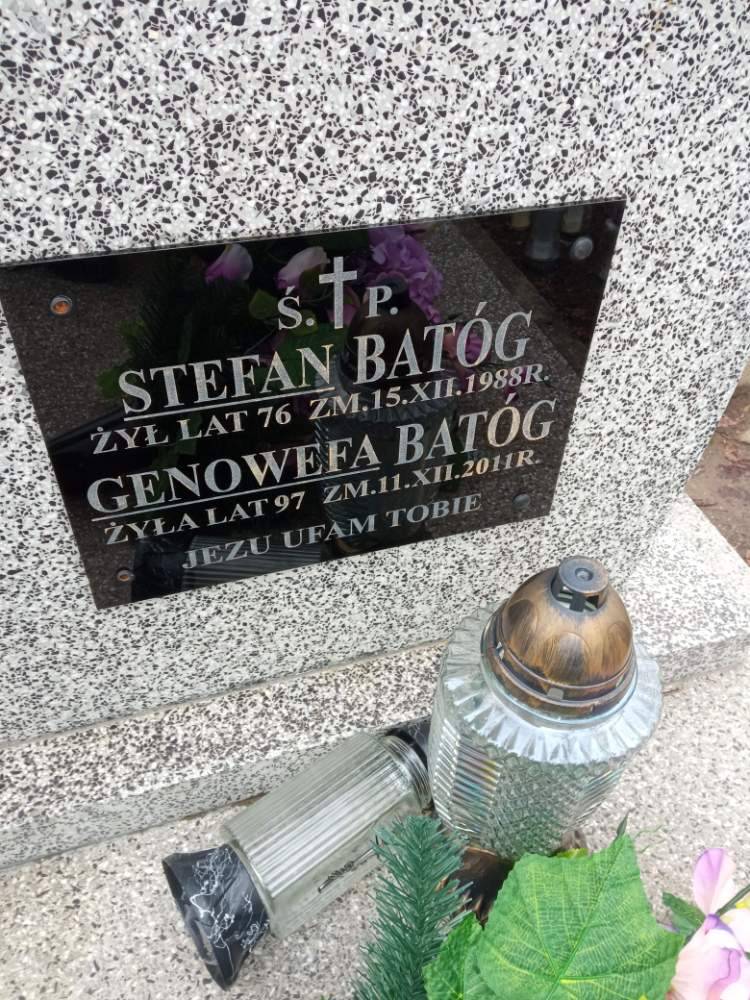 Ś. P.
STEFAN BATÓG
ŻYŁ LAT 76 ZM.15.XII.1988R.
GENOWEFA BATÓG
ŻYŁA LAT 97 ZM.11.XII.2011R.
JEZU UFAM TOBIE